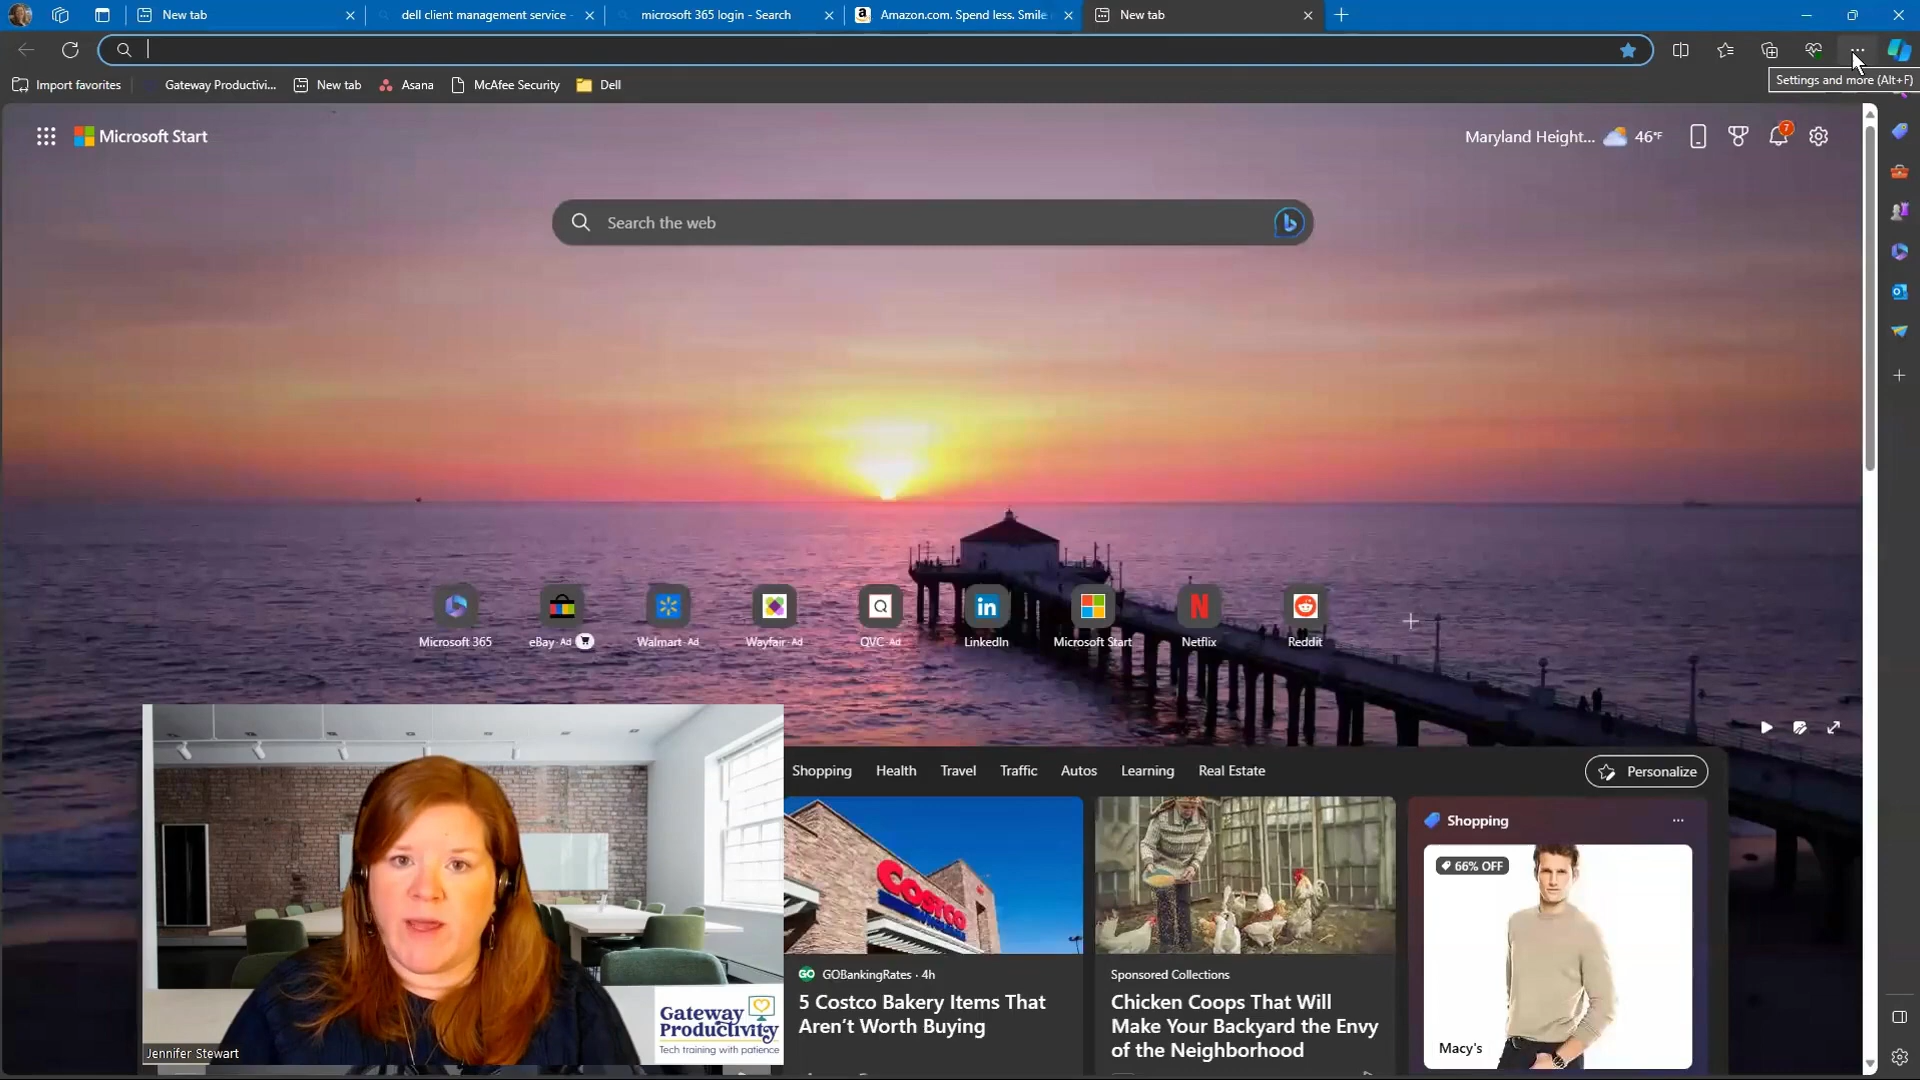 New tab
dell client management service -
microsoft 365 login - Search
Amazon.com. Spend less. Smile
New tab
Settings and more (Alt+F)
Import favorites
Gateway Productivi...
New tab
Asana
McAfee Security
Dell
Microsoft Start
Maryland Height...
46°F
7
Search the web
Microsoft 365
eBay Ad
Walmart Ad
Wayfair Ad
QVC Ad
LinkedIn
Microsoft Start
Netflix
Reddit
Shopping
Health
Travel
Traffic
Autos
Learning
Real Estate
Personalize
COSTCO
Shopping
66% OFF
Macy's
GO GOBankingRates · 4h
5 Costco Bakery Items That
Aren't Worth Buying
Sponsored Collections
Chicken Coops That Will
Make Your Backyard the Envy
of the Neighborhood
Gateway
Productivity
Tech training with patience
Jennifer Stewart